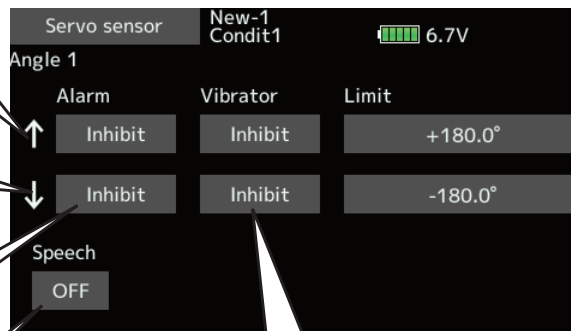 Servo sensor
New-1
Condit1
6.7V
Angle 1
Alarm Vibrator Limit
↑ Inhibit Inhibit +180.0°
↓ Inhibit Inhibit -180.0°
Speech
OFF